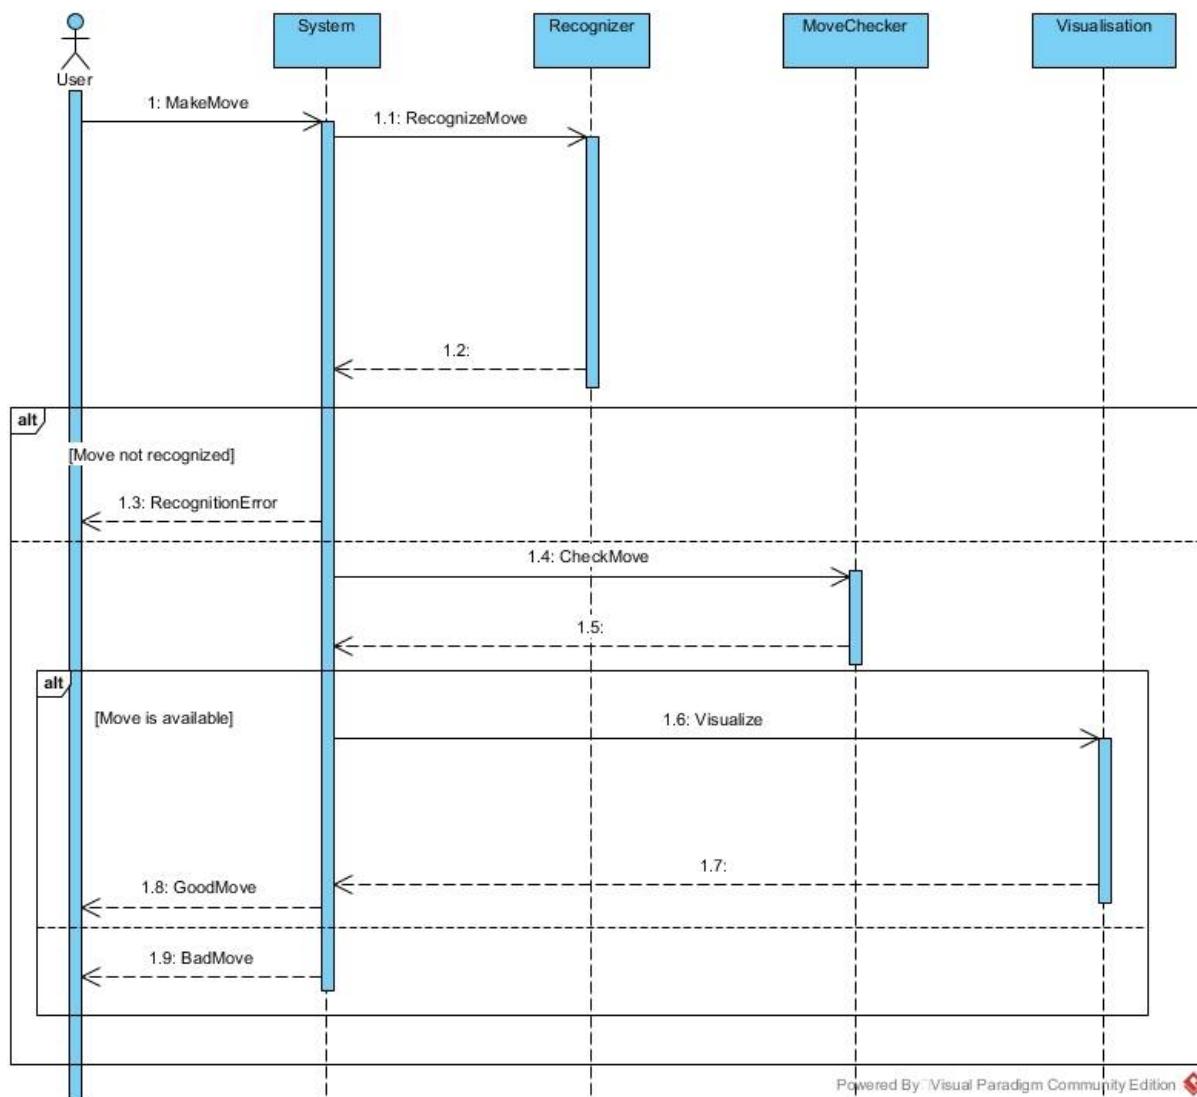 System
Recognizer
MoveChecker
Visualisation
User
1: MakeMove
1.1: RecognizeMove
1.2:
alt
[Move not recognized]
1.3: RecognitionError
1.4: CheckMove
1.5:
alt
[Move is available]
1.6: Visualize
1.7:
1.8: GoodMove
1.9: BadMove
Powered By Visual Paradigm Community Edition